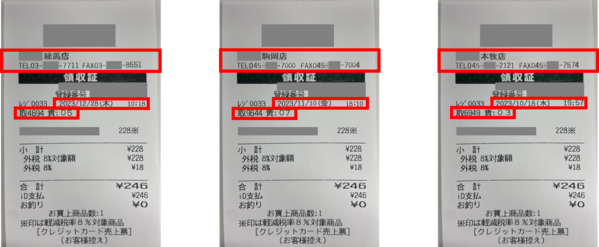 練馬店
TEL03- -7711 FAX03- -8551
領収証
登録番号
ﾚｼﾞ0033 2023/12/28(木) 10:18
取4694 責:05
228※
小 計 ¥228
外税 8%対象額 ¥228
外税 8% ¥18
合 計 ¥246
iD支払 ¥246
お釣り ¥0
お買上商品数:1
※印は軽減税率8%対象商品
[クレジットカード売上票]
(お客様控え)
駒岡店
TEL045- -7000 FAX045- -7004
領収証
登録番号
ﾚｼﾞ0033 2023/11/10(金) 18:10
取9644 責:07
228※
小 計 ¥228
外税 8%対象額 ¥228
外税 8% ¥18
合 計 ¥246
iD支払 ¥246
お釣り ¥0
お買上商品数:1
※印は軽減税率8%対象商品
[クレジットカード売上票]
(お客様控え)
本牧店
TEL045- -2121 FAX045- -7574
領収証
登録番号
ﾚｼﾞ0033 2023/10/18(水) 19:57
取6949 責:03
228※
小 計 ¥228
外税 8%対象額 ¥228
外税 8% ¥18
合 計 ¥246
iD支払 ¥246
お釣り ¥0
お買上商品数:1
※印は軽減税率8%対象商品
[クレジットカード売上票]
(お客様控え)